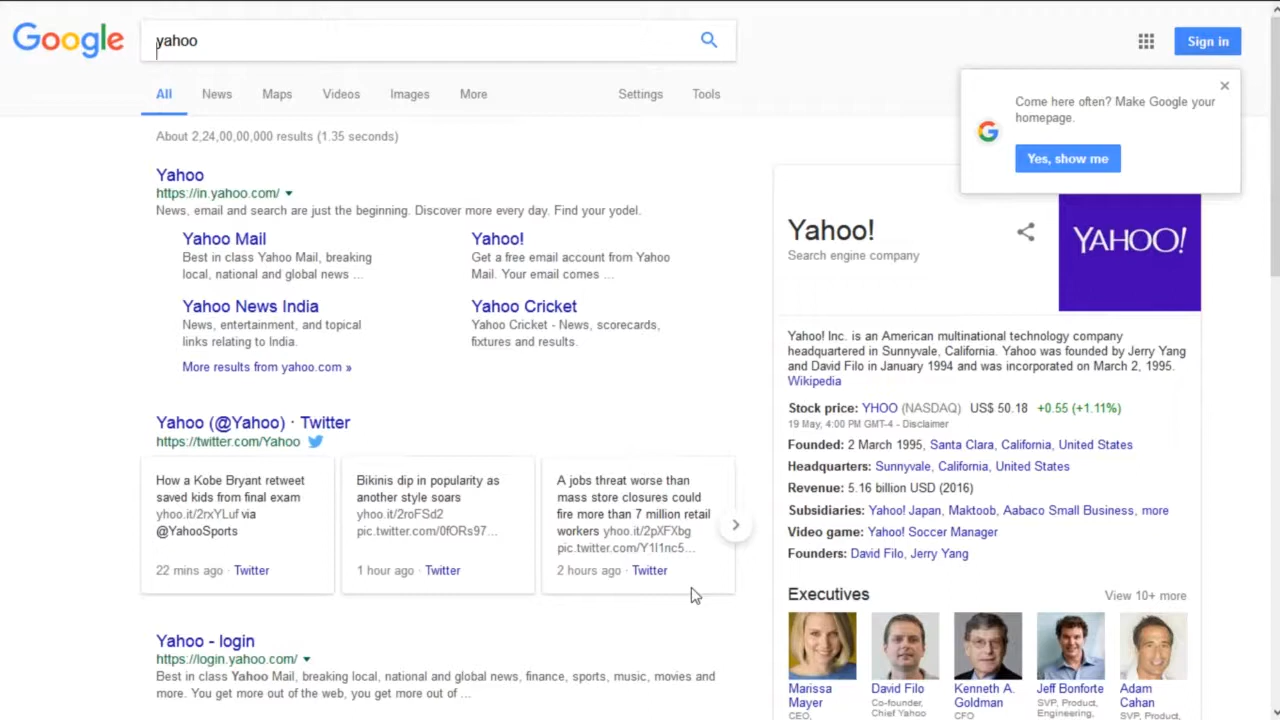 Google
yahoo
Sign in
All
News
Maps
Videos
Images
More
Settings
Tools
Come here often? Make Google your
homepage.
Yes, show me
About 2,24,00,00,000 results (1.35 seconds)
Yahoo
https://in.yahoo.com/
News, email and search are just the beginning. Discover more every day. Find your yodel.
Yahoo Mail
Best in class Yahoo Mail, breaking
local, national and global news ...
Yahoo!
Get a free email account from Yahoo
Mail. Your email comes ...
Yahoo News India
News, entertainment, and topical
links relating to India.
Yahoo Cricket
Yahoo Cricket - News, scorecards,
fixtures and results.
More results from yahoo.com »
Yahoo (@Yahoo) · Twitter
https://twitter.com/Yahoo
How a Kobe Bryant retweet
saved kids from final exam
yhoo.it/2rxYLuf via
@YahooSports
22 mins ago · Twitter
Bikinis dip in popularity as
another style soars
yhoo.it/2roFSd2
pic.twitter.com/0fORs97...
1 hour ago · Twitter
A jobs threat worse than
mass store closures could
fire more than 7 million retail
workers yhoo.it/2pXFXbg
pic.twitter.com/Y1l1nc5...
2 hours ago · Twitter
Yahoo - login
https://login.yahoo.com/
Best in class Yahoo Mail, breaking local, national and global news, finance, sports, music, movies and
more. You get more out of the web, you get more out of ...
Yahoo!
Search engine company
YAHOO!
Yahoo! Inc. is an American multinational technology company
headquartered in Sunnyvale, California. Yahoo was founded by Jerry Yang
and David Filo in January 1994 and was incorporated on March 2, 1995.
Wikipedia
Stock price: YHOO (NASDAQ) US$ 50.18 +0.55 (+1.11%)
19 May, 4:00 PM GMT-4 - Disclaimer
Founded: 2 March 1995, Santa Clara, California, United States
Headquarters: Sunnyvale, California, United States
Revenue: 5.16 billion USD (2016)
Subsidiaries: Yahoo! Japan, Maktoob, Aabaco Small Business, more
Video game: Yahoo! Soccer Manager
Founders: David Filo, Jerry Yang
Executives
View 10+ more
Marissa
Mayer
CEO,
David Filo
Co-founder,
Chief Yahoo
Kenneth A.
Goldman
CFO
Jeff Bonforte
SVP, Product,
Engineering,
Adam
Cahan
SVP, Product,